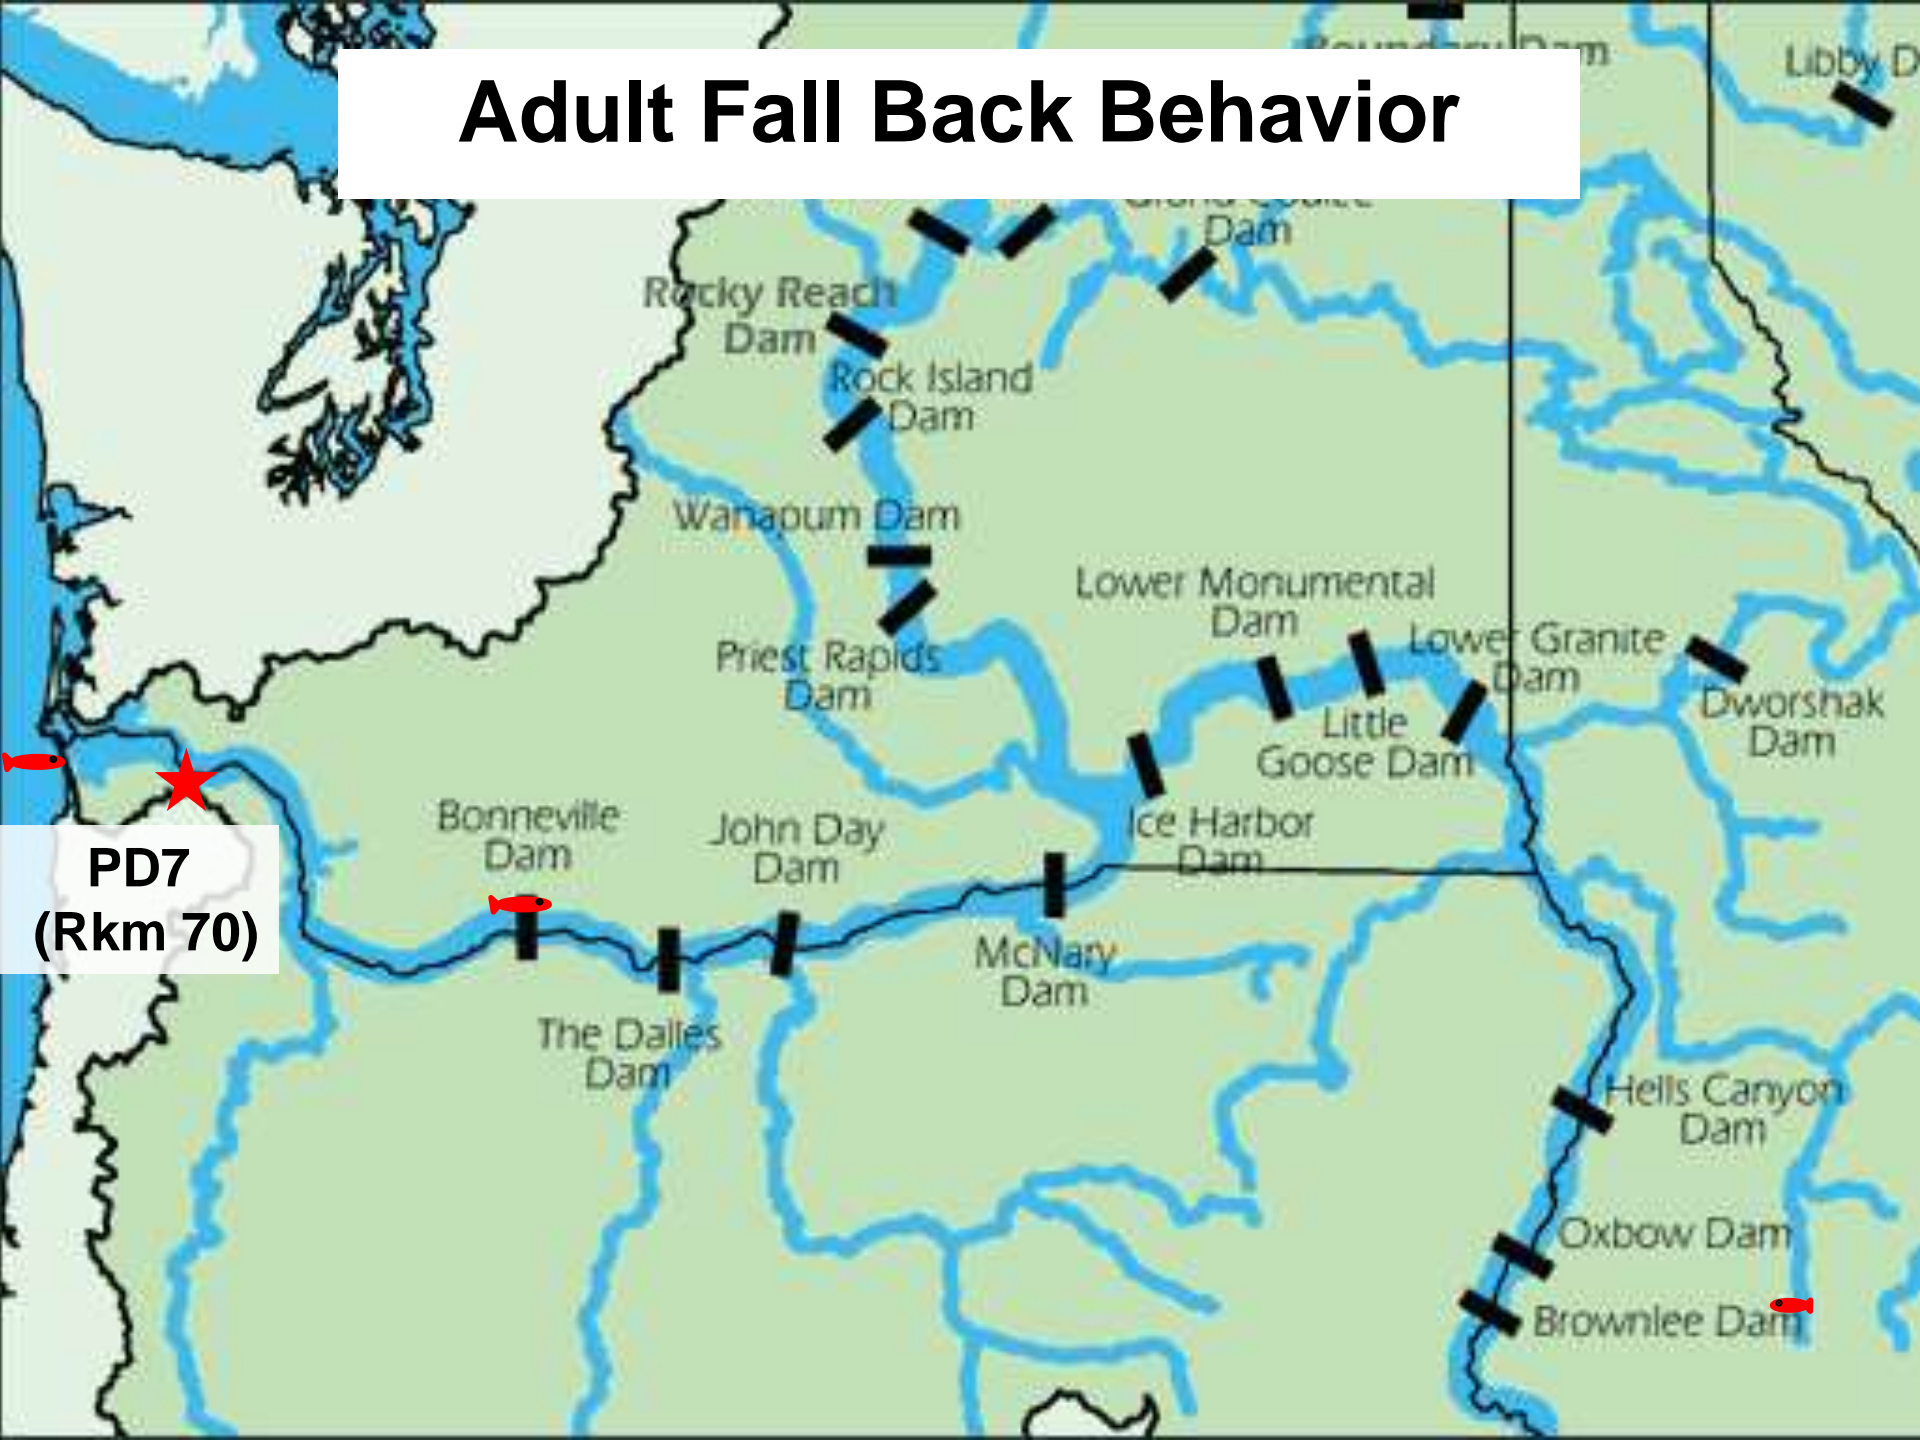 Adult Fall Back Behavior
Libby D
Dam
Rocky Reach
Dam
Rock Island
Dam
Wanapum Dam
Lower Monumental
Dam
Lower Granite
Dam
Priest Rapids
Dam
Dworshak
Dam
Little
Goose Dam
Bonneville
Dam
John Day
Dam
Ice Harbor
Dam
PD7
(Rkm 70)
McNary
Dam
The Dalles
Dam
Hells Canyon
Dam
Oxbow Dam
Brownlee Dam